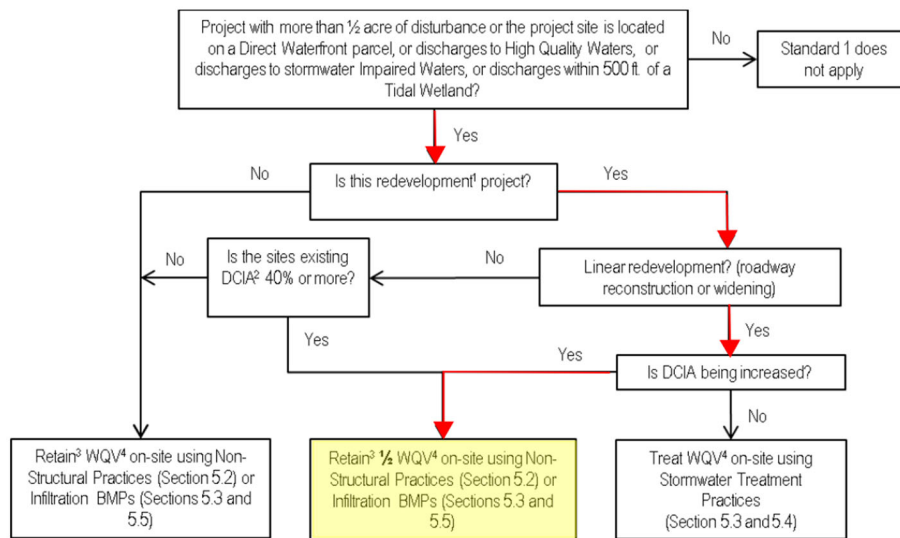 Project with more than ½ acre of disturbance or the project site is located
on a Direct Waterfront parcel, or discharges to High Quality Waters, or
discharges to stormwater Impaired Waters, or discharges within 500 ft. of a
Tidal Wetland?
No
Standard 1 does
not apply
Yes
No
Is this redevelopment¹ project?
Yes
Is the sites existing
DCIA² 40% or more?
No
No
Linear redevelopment? (roadway
reconstruction or widening)
Yes
Yes
Yes
Is DCIA being increased?
No
Retain³ WQV⁴ on-site using Non-
Structural Practices (Section 5.2) or
Infiltration BMPs (Sections 5.3 and
5.5)
Retain³ ½ WQV⁴ on-site using Non-
Structural Practices (Section 5.2) or
Infiltration BMPs (Sections 5.3 and
5.5)
Treat WQV⁴ on-site using
Stormwater Treatment
Practices
(Section 5.3 and 5.4)